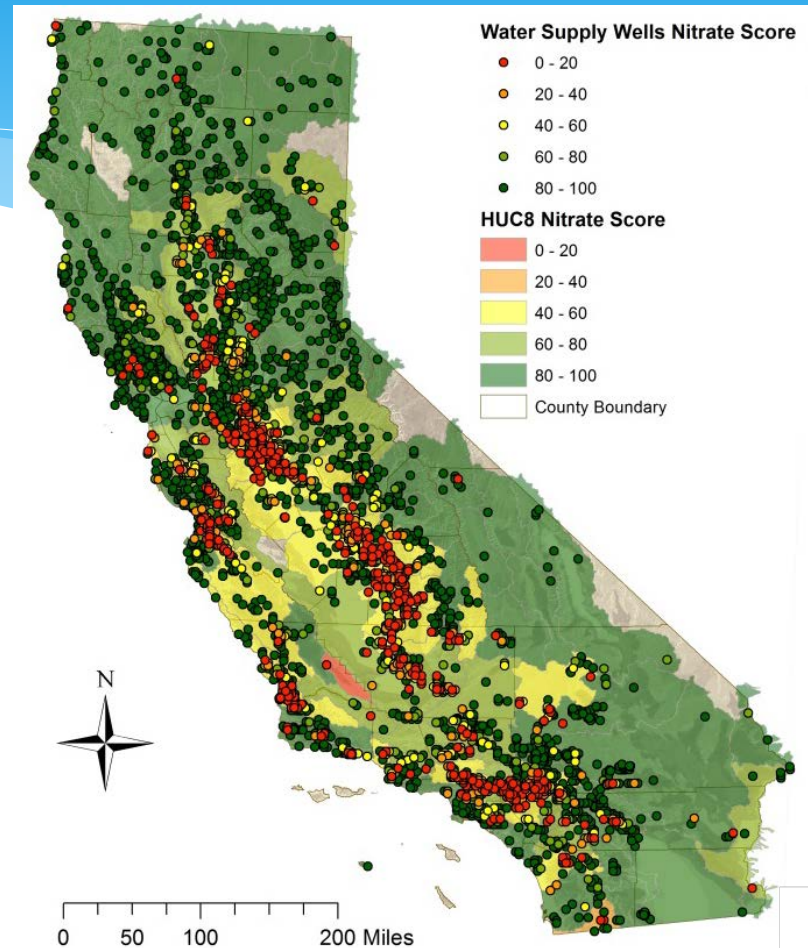 Water Supply Wells Nitrate Score
0 - 20
20 - 40
40 - 60
60 - 80
80 - 100
HUC8 Nitrate Score
0 - 20
20 - 40
40 - 60
60 - 80
80 - 100
County Boundary
N
0 50 100 200 Miles